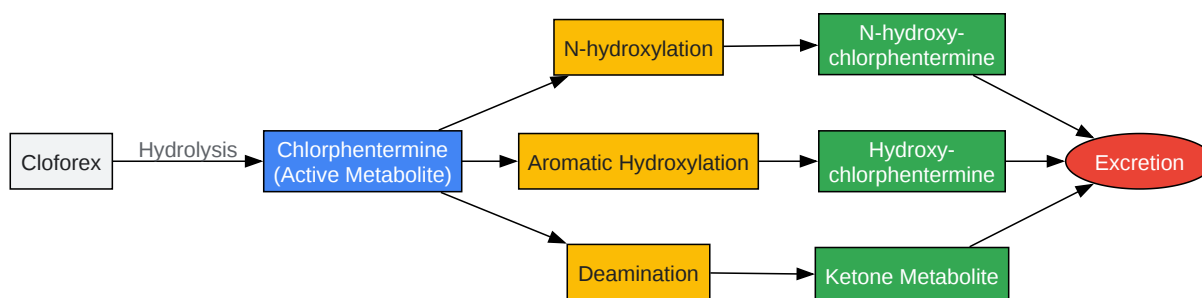 Cloforex
Hydrolysis
Chlorphentermine
(Active Metabolite)
N-hydroxylation
N-hydroxy-
chlorphentermine
Aromatic Hydroxylation
Hydroxy-
chlorphentermine
Deamination
Ketone Metabolite
Excretion